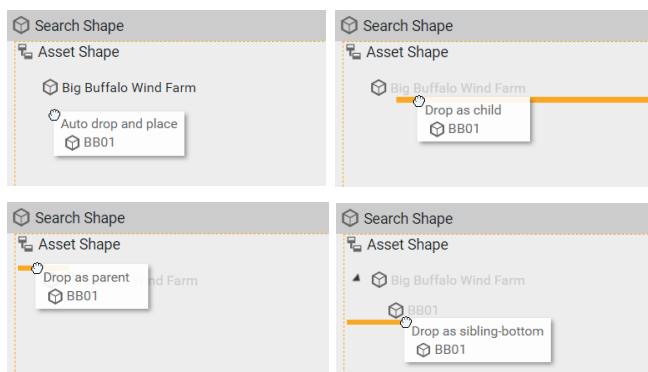 Search Shape
Asset Shape
Big Buffalo Wind Farm
Auto drop and place
BB01
Search Shape
Asset Shape
Big Buffalo Wind Farm
Drop as child
BB01
Search Shape
Asset Shape
nd Farm
Drop as parent
BB01
Search Shape
Asset Shape
Big Buffalo Wind Farm
BB01
Drop as sibling-bottom
BB01